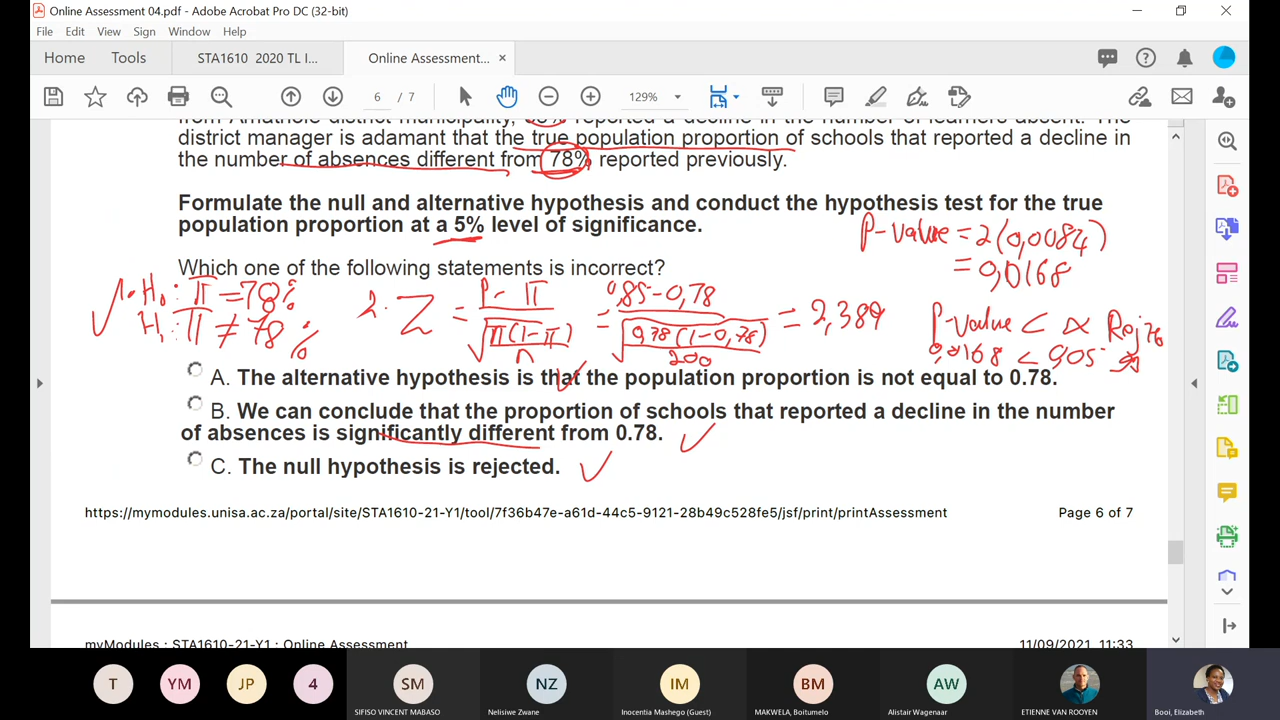 Online Assessment 04.pdf - Adobe Acrobat Pro DC (32-bit)
File Edit View Sign Window Help
Home Tools STA1610 2020 TL I... Online Assessment... ×
6 / 7 129%
district manager is adamant that the true population proportion of schools that reported a decline in
the number of absences different from 78%, reported previously.
Formulate the null and alternative hypothesis and conduct the hypothesis test for the true
population proportion at a 5% level of significance.
P-value = 2(0,0084)
= 0,0168
Which one of the following statements is incorrect?
1. H₀: π = 78%
H₁: π ≠ 78%
2. Z = p - π / √(π(1-π)/n) = 0,85-0,78 / √(0,78(1-0,78)/200) = 2,389
P-value < α Reject H₀
0,0168 < 0,05
A. The alternative hypothesis is that the population proportion is not equal to 0.78.
B. We can conclude that the proportion of schools that reported a decline in the number
of absences is significantly different from 0.78.
C. The null hypothesis is rejected.
https://mymodules.unisa.ac.za/portal/site/STA1610-21-Y1/tool/7f36b47e-a61d-44c5-9121-28b49c528fe5/jsf/print/printAssessment Page 6 of 7
myModules : STA1610-21-Y1 : Online Assessment 11/09/2021, 11:33
T YM JP 4 SM NZ IM BM AW
SIFISO VINCENT MABASO Nelisiwe Zwane Inocentia Mashego (Guest) MAKWELA, Boitumelo Alistair Wagenaar ETIENNE VAN ROOYEN Booi, Elizabeth